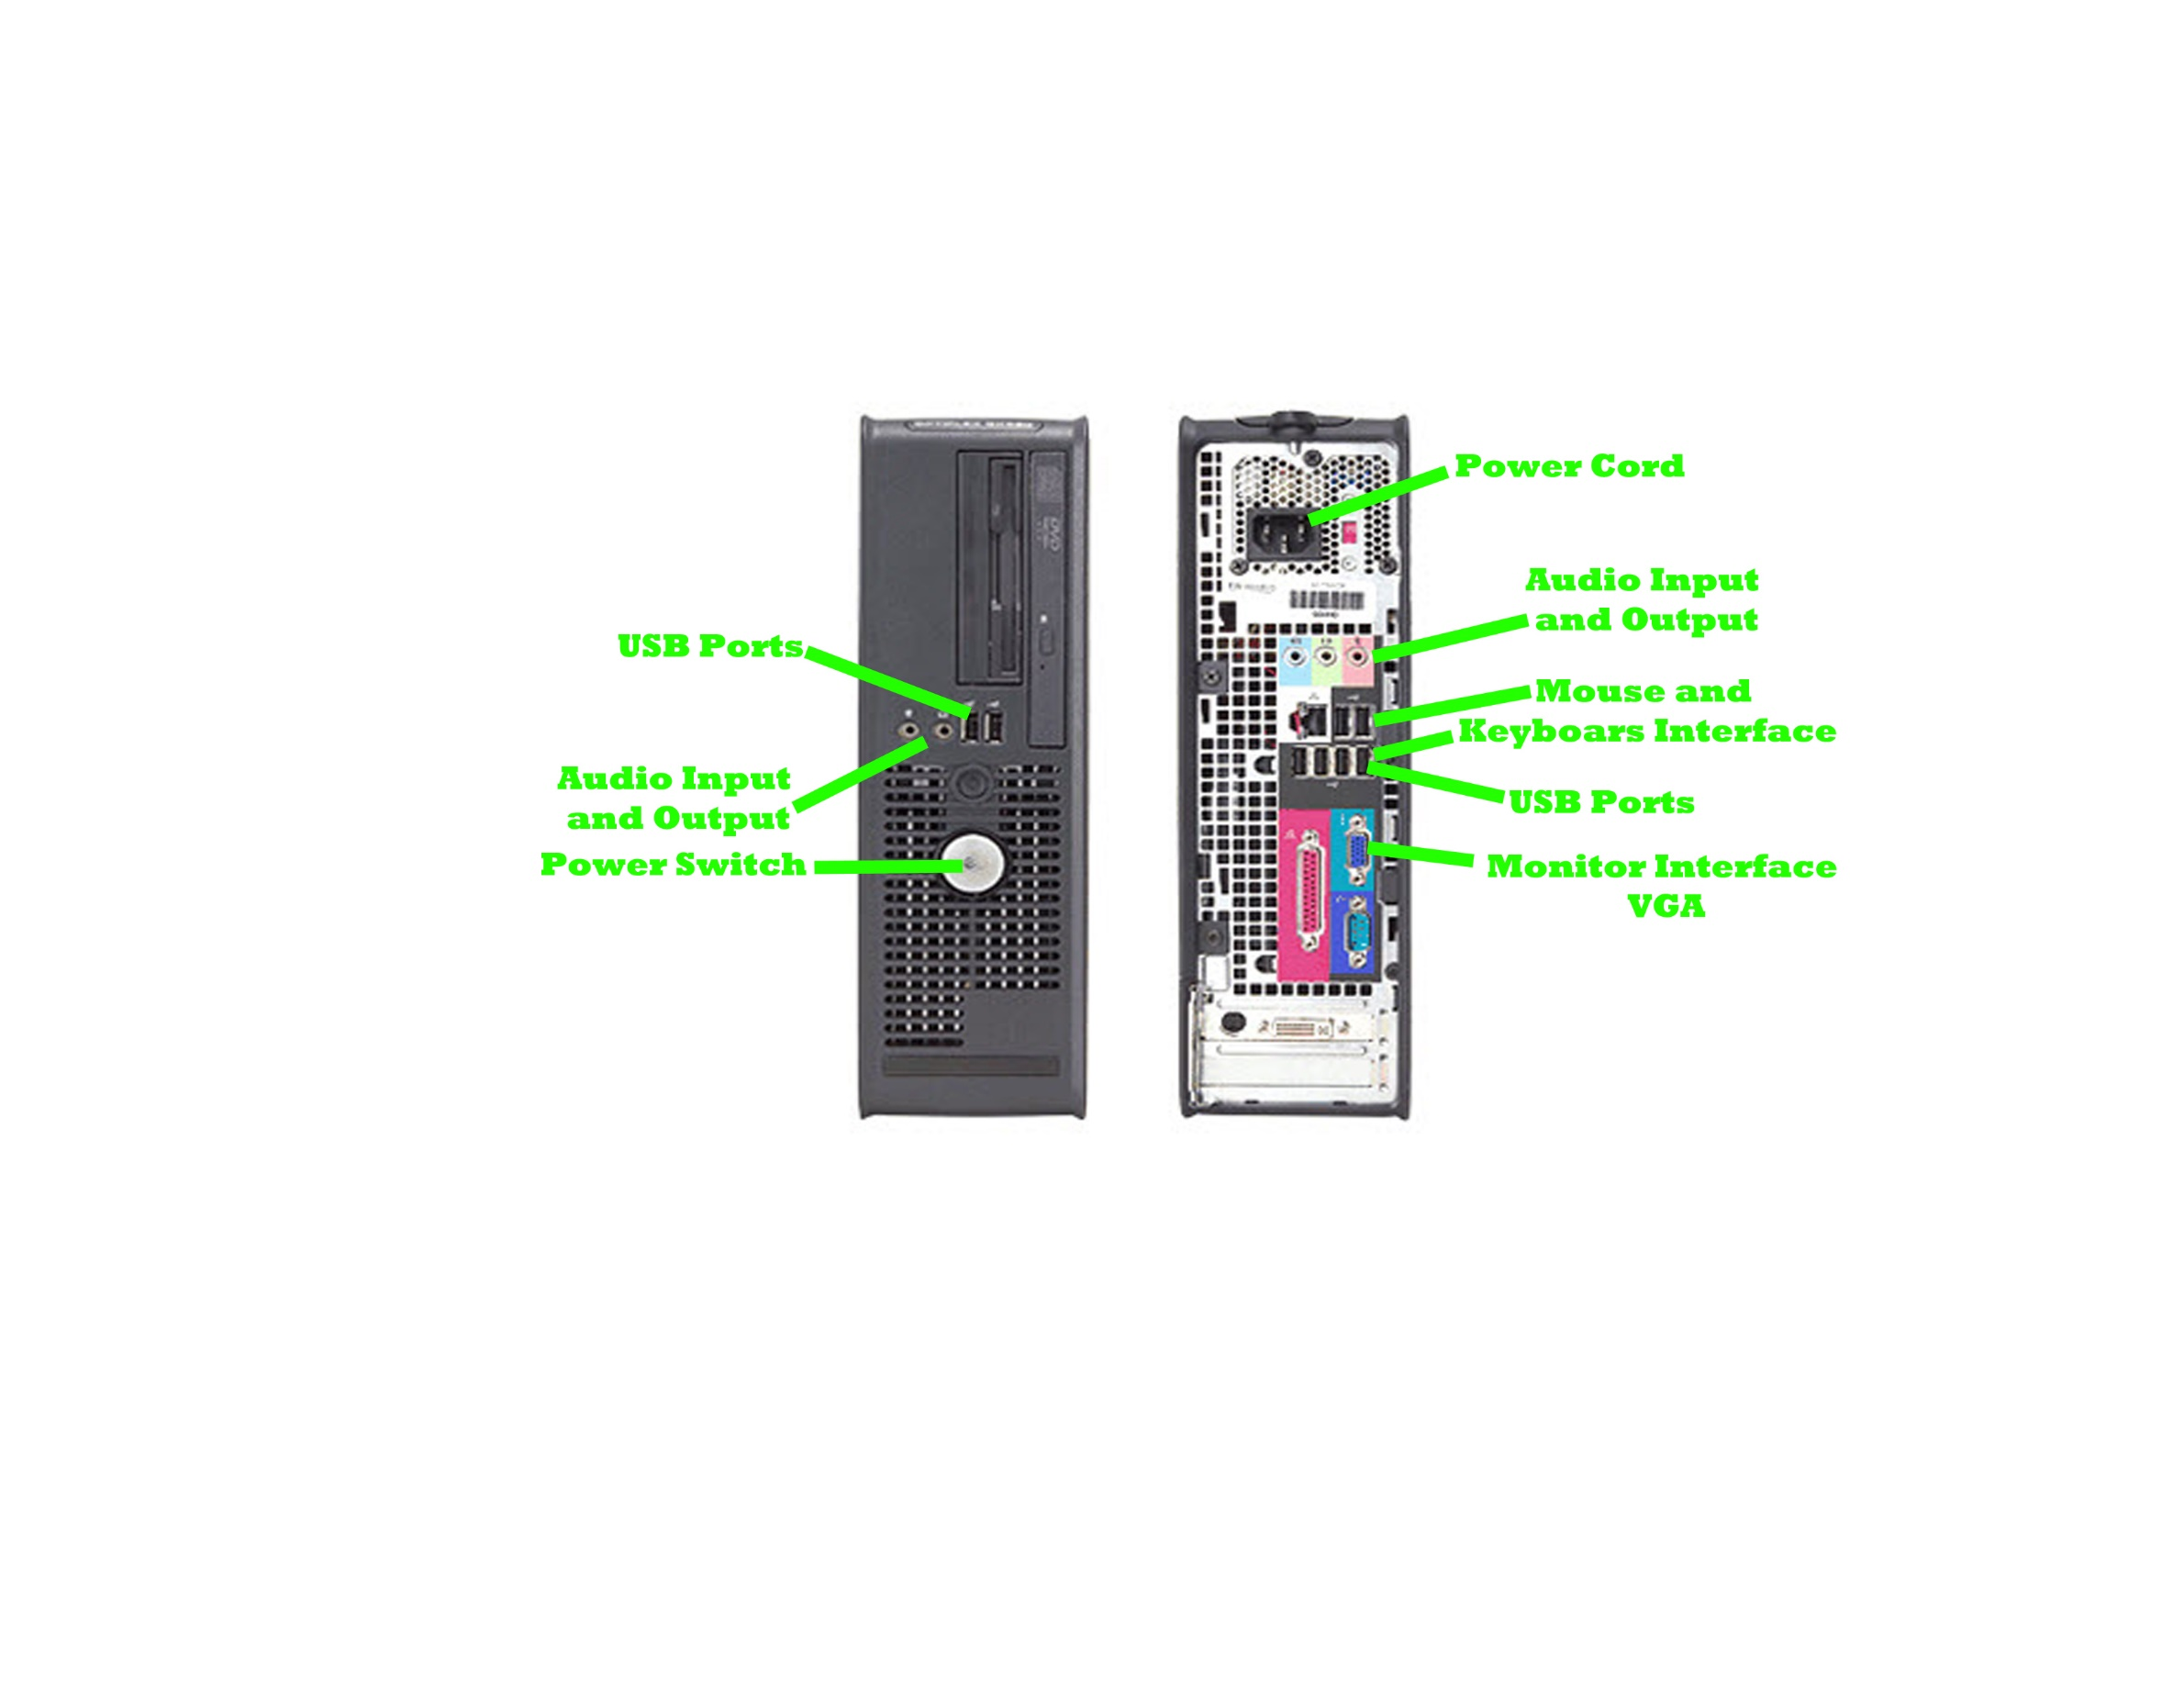 USB Ports
Audio Input
and Output
Power Switch
Power Cord
Audio Input
and Output
Mouse and
Keyboars Interface
USB Ports
Monitor Interface
VGA